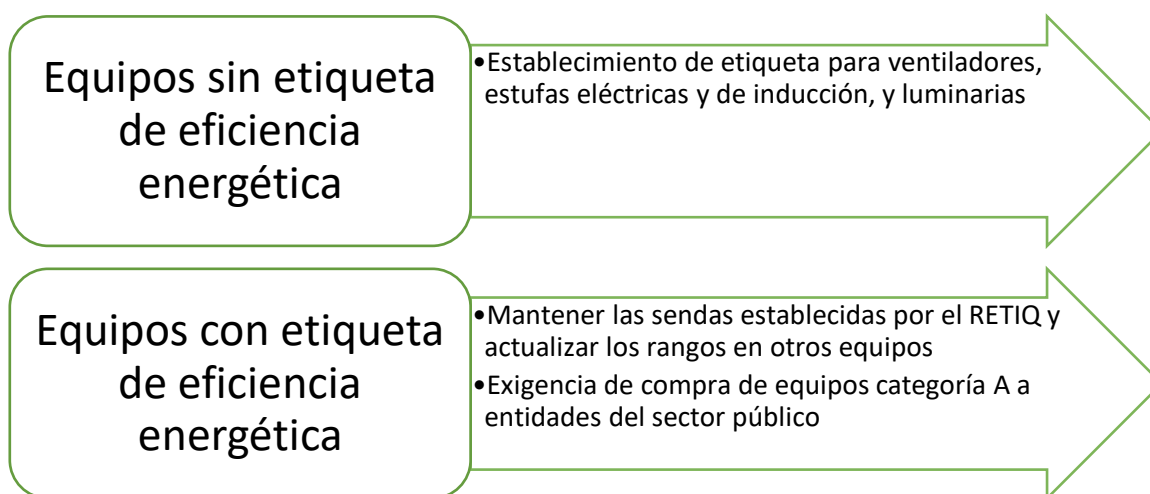 Equipos sin etiqueta
de eficiencia
energética
•Establecimiento de etiqueta para ventiladores,
estufas eléctricas y de inducción, y luminarias
Equipos con etiqueta
de eficiencia
energética
•Mantener las sendas establecidas por el RETIQ y
actualizar los rangos en otros equipos
•Exigencia de compra de equipos categoría A a
entidades del sector público